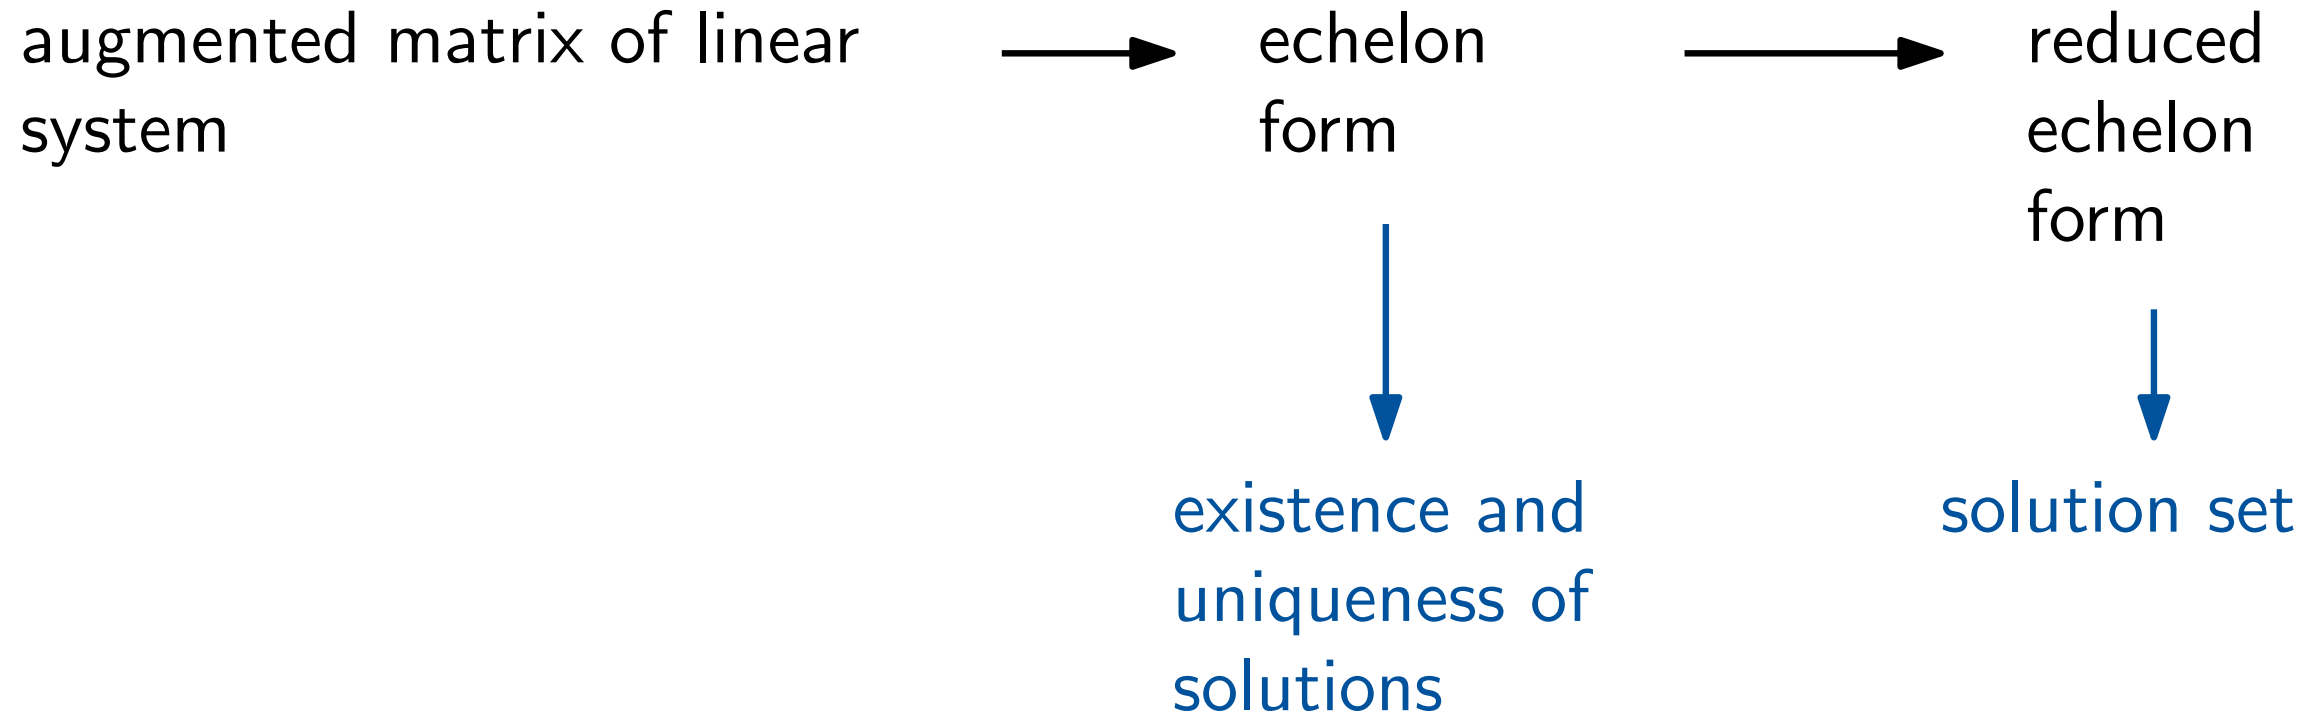 augmented matrix of linear
system
echelon
form
reduced
echelon
form
existence and
uniqueness of
solutions
solution set